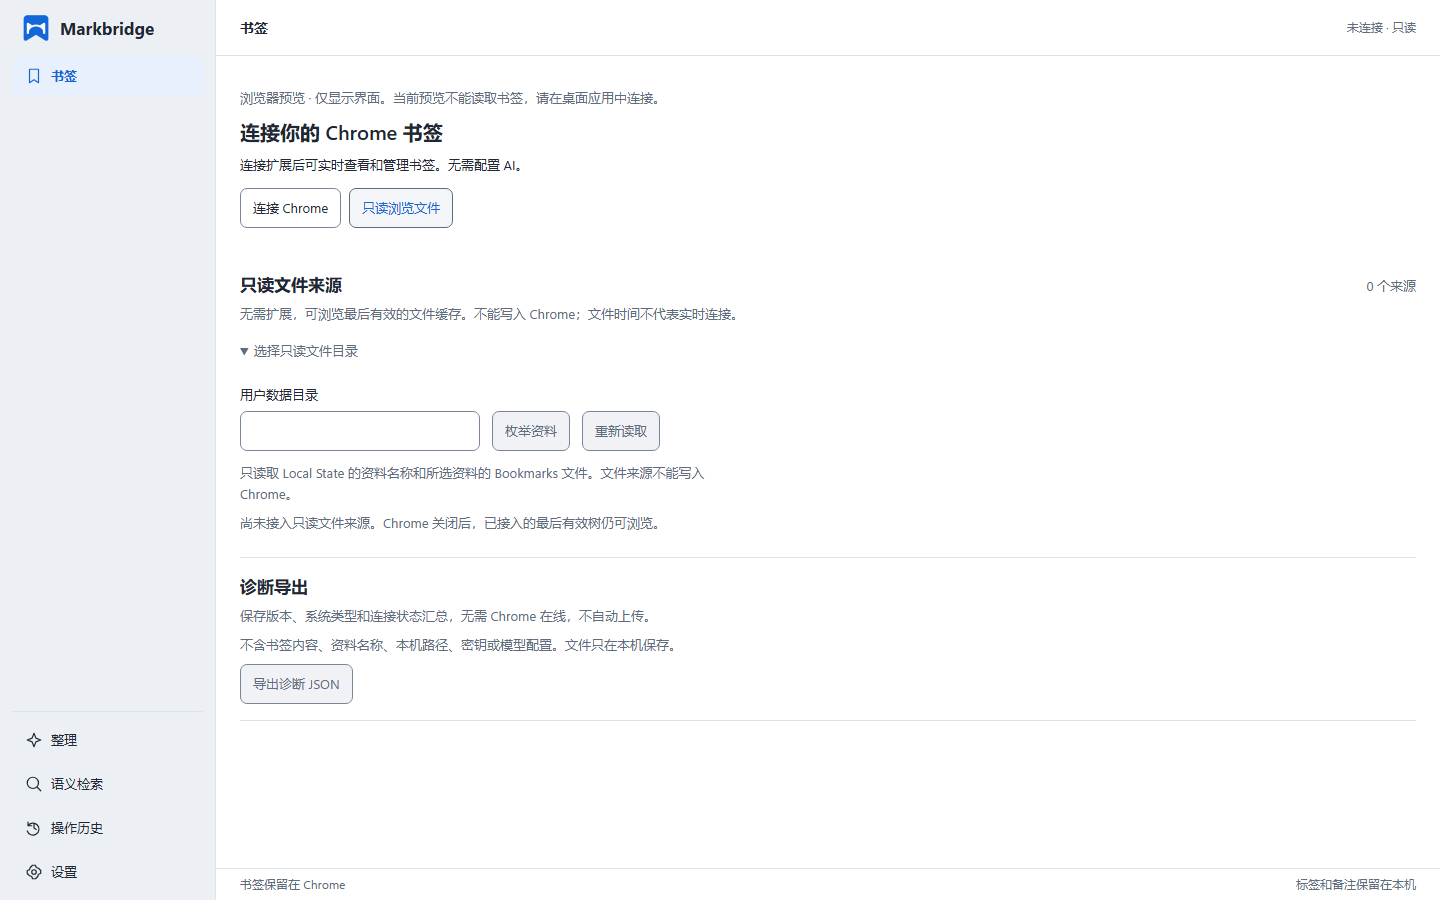 Markbridge
书签
整理
语义检索
操作历史
设置
书签
未连接 · 只读
浏览器预览 · 仅显示界面。当前预览不能读取书签，请在桌面应用中连接。
连接你的 Chrome 书签
连接扩展后可实时查看和管理书签。无需配置 AI。
连接 Chrome
只读浏览文件
只读文件来源
0 个来源
无需扩展，可浏览最后有效的文件缓存。不能写入 Chrome；文件时间不代表实时连接。
▼ 选择只读文件目录
用户数据目录
枚举资料
重新读取
只读取 Local State 的资料名称和所选资料的 Bookmarks 文件。文件来源不能写入
Chrome。
尚未接入只读文件来源。Chrome 关闭后，已接入的最后有效树仍可浏览。
诊断导出
保存版本、系统类型和连接状态汇总，无需 Chrome 在线，不自动上传。
不含书签内容、资料名称、本机路径、密钥或模型配置。文件只在本机保存。
导出诊断 JSON
书签保留在 Chrome
标签和备注保留在本机